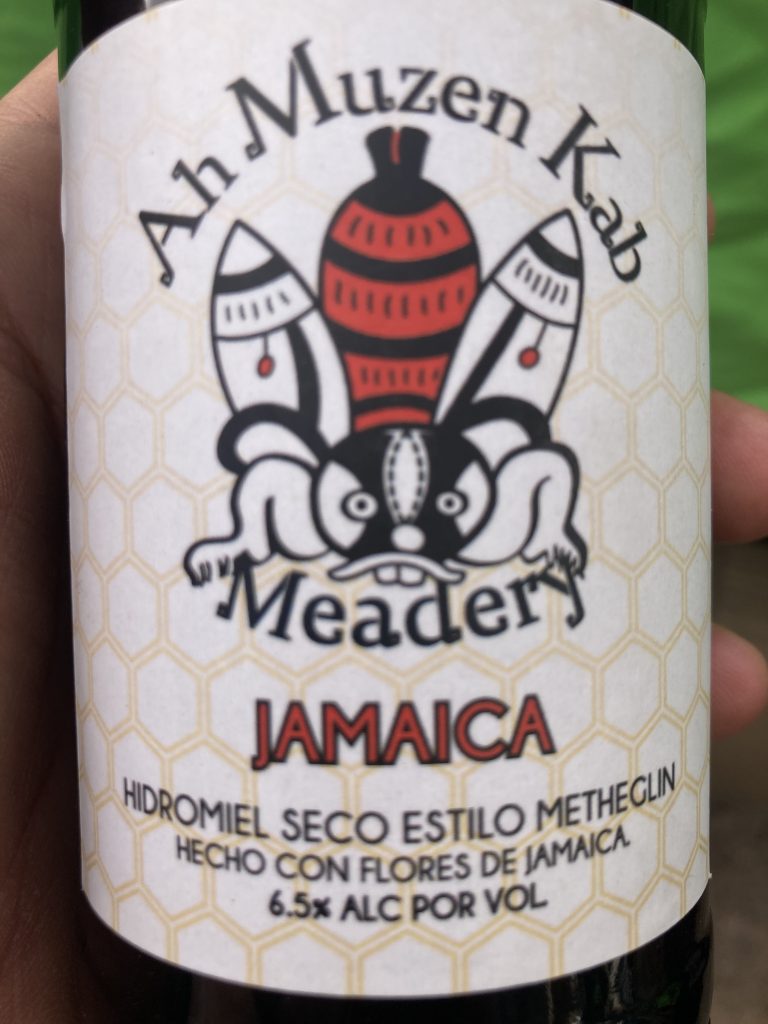 Ah Muzen Kab
Meadery
JAMAICA
HIDROMIEL SECO ESTILO METHEGLIN
HECHO CON FLORES DE JAMAICA.
6.5% ALC POR VOL.